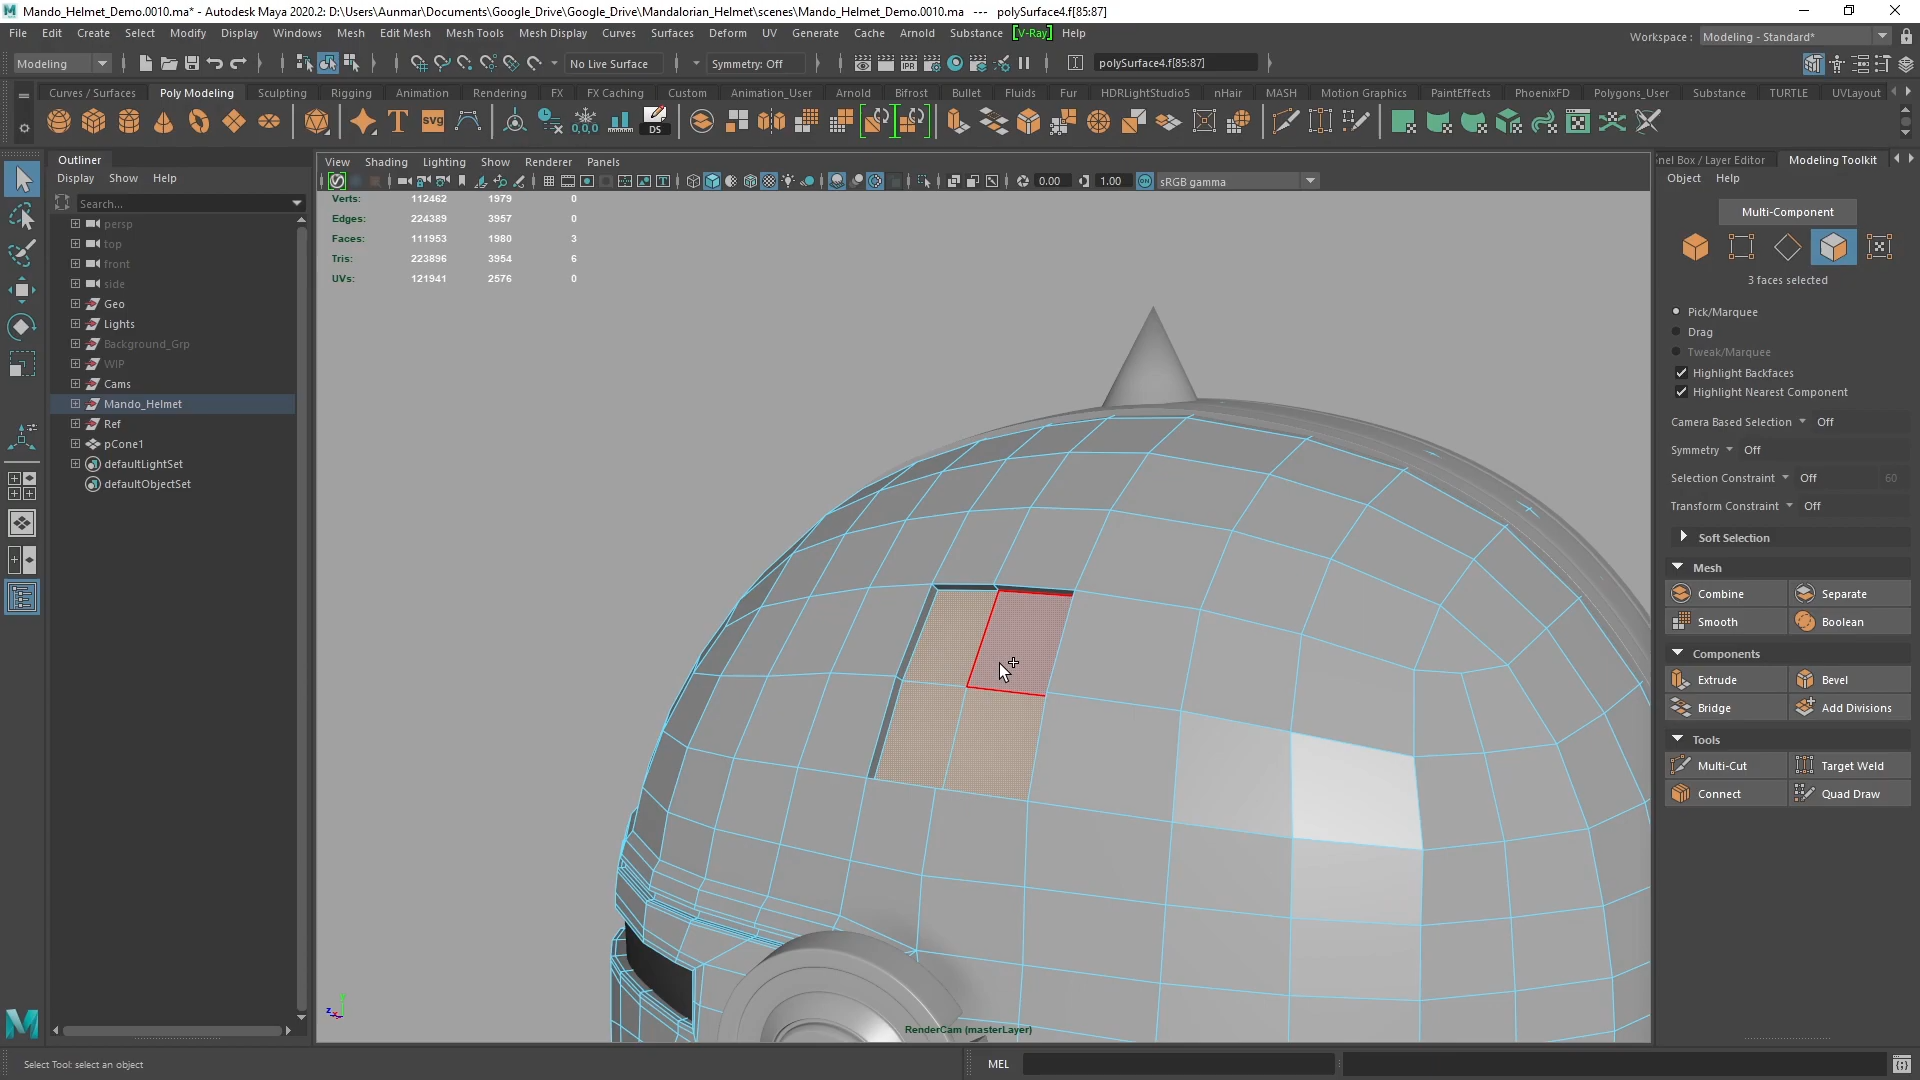 Mando_Helmet_Demo.0010.ma* - Autodesk Maya 2020.2: D:\Users\Aunmar\Documents\Google_Drive\Google_Drive\Mandalorian_Helmet\scenes\Mando_Helmet_Demo.0010.ma --- polySurface4.f[85:87]
File Edit Create Select Modify Display Windows Mesh Edit Mesh Mesh Tools Mesh Display Curves Surfaces Deform UV Generate Cache Arnold Substance [V-Ray] Help
Workspace : Modeling - Standard*
Modeling No Live Surface Symmetry: Off polySurface4.f[85:87]
Curves / Surfaces Poly Modeling Sculpting Rigging Animation Rendering FX FX Caching Custom Animation_User Arnold Bifrost Bullet Fluids Fur HDRLightStudio5 nHair MASH Motion Graphics PaintEffects PhoenixFD Polygons_User Substance TURTLE UVLayout
T SVG 0,0,0 DS
Outliner
Display Show Help
Search...
persp
top
front
side
Geo
Lights
Background_Grp
WIP
Cams
Mando_Helmet
Ref
pCone1
defaultLightSet
defaultObjectSet
View Shading Lighting Show Renderer Panels
0.00 1.00 ON sRGB gamma
Verts: 112462 1979 0
Edges: 224389 3957 0
Faces: 111953 1980 3
Tris: 223896 3954 6
UVs: 121941 2576 0
RenderCam (masterLayer)
nel Box / Layer Editor Modeling Toolkit
Object Help
Multi-Component
3 faces selected
Pick/Marquee
Drag
Tweak/Marquee
Highlight Backfaces
Highlight Nearest Component
Camera Based Selection Off
Symmetry Off
Selection Constraint Off 60
Transform Constraint Off
Soft Selection
Mesh
Combine Separate
Smooth Boolean
Components
Extrude Bevel
Bridge Add Divisions
Tools
Multi-Cut Target Weld
Connect Quad Draw
Select Tool: select an object
MEL